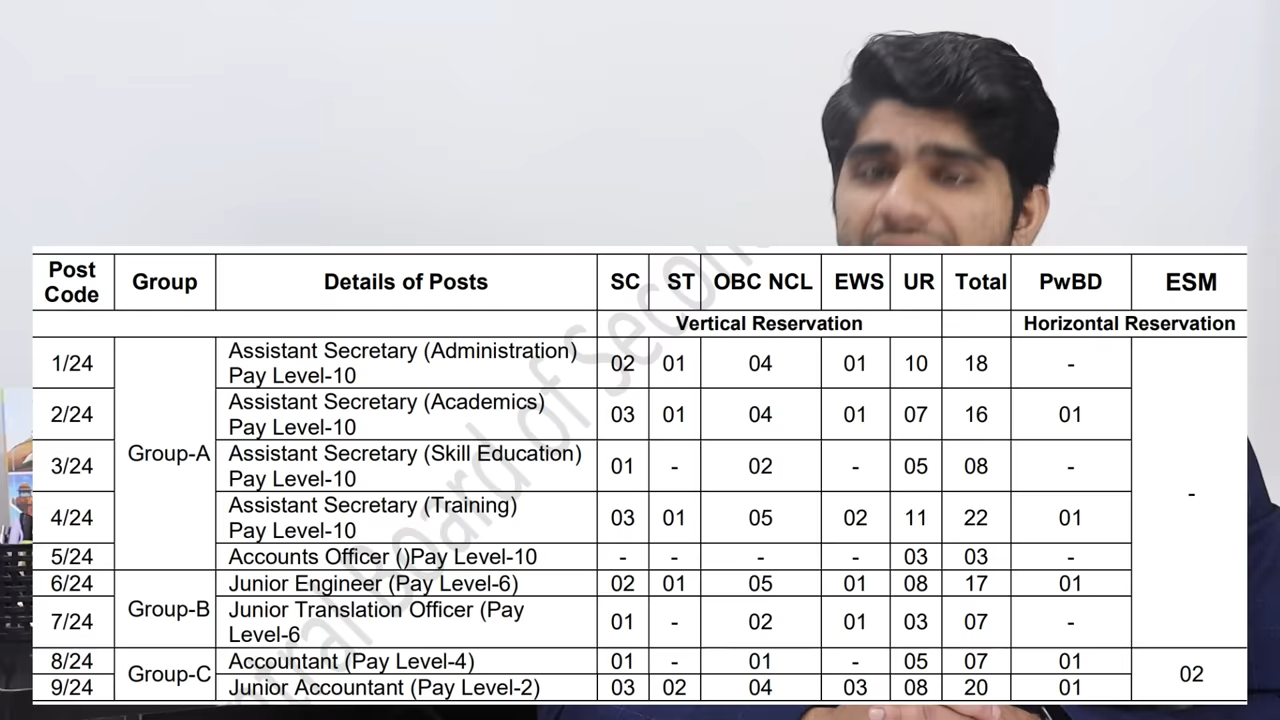 Post Code | Group | Details of Posts | SC | ST | OBC NCL | EWS | UR | Total | PwBD | ESM
Vertical Reservation | Horizontal Reservation
1/24 | Group-A | Assistant Secretary (Administration) Pay Level-10 | 02 | 01 | 04 | 01 | 10 | 18 | - | -
2/24 | Assistant Secretary (Academics) Pay Level-10 | 03 | 01 | 04 | 01 | 07 | 16 | 01
3/24 | Assistant Secretary (Skill Education) Pay Level-10 | 01 | - | 02 | - | 05 | 08 | -
4/24 | Assistant Secretary (Training) Pay Level-10 | 03 | 01 | 05 | 02 | 11 | 22 | 01
5/24 | Accounts Officer ()Pay Level-10 | - | - | - | - | 03 | 03 | -
6/24 | Group-B | Junior Engineer (Pay Level-6) | 02 | 01 | 05 | 01 | 08 | 17 | 01
7/24 | Junior Translation Officer (Pay Level-6 | 01 | - | 02 | 01 | 03 | 07 | -
8/24 | Group-C | Accountant (Pay Level-4) | 01 | - | 01 | - | 05 | 07 | 01 | 02
9/24 | Junior Accountant (Pay Level-2) | 03 | 02 | 04 | 03 | 08 | 20 | 01
Board of